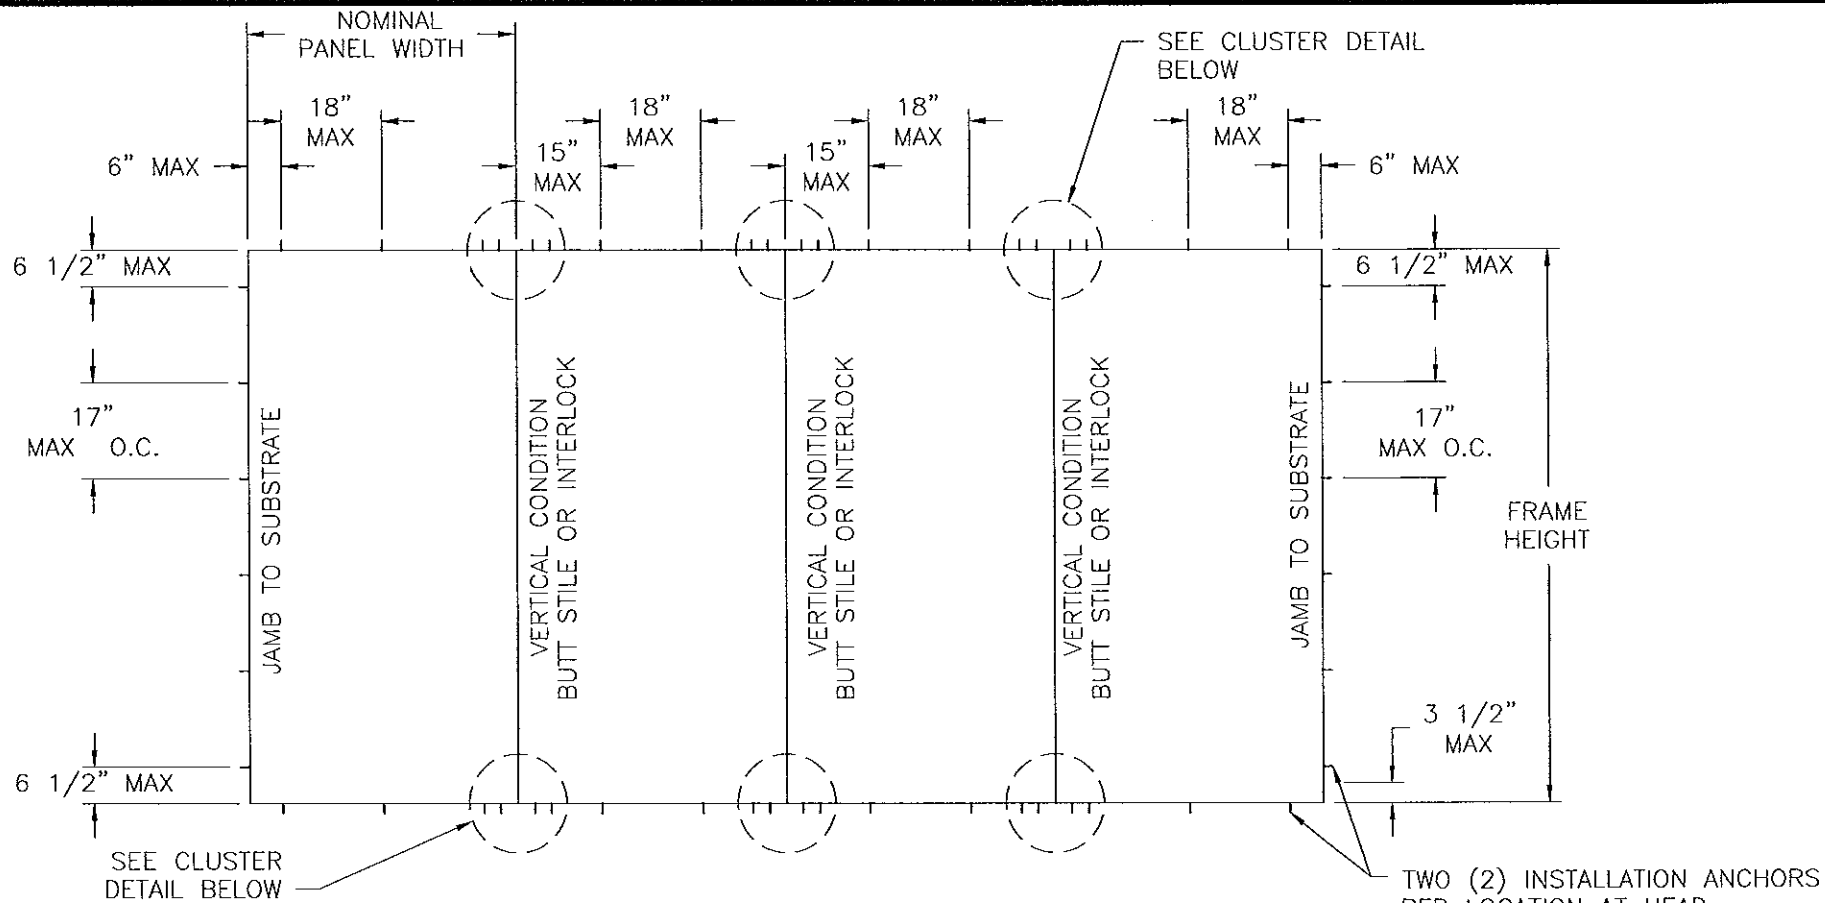 NOMINAL
PANEL WIDTH
SEE CLUSTER DETAIL
BELOW
18"
MAX
18"
MAX
18"
MAX
18"
MAX
6" MAX
15"
MAX
15"
MAX
6" MAX
6 1/2" MAX
6 1/2" MAX
17"
MAX O.C.
17"
MAX O.C.
JAMB TO SUBSTRATE
VERTICAL CONDITION
BUTT STILE OR INTERLOCK
VERTICAL CONDITION
BUTT STILE OR INTERLOCK
VERTICAL CONDITION
BUTT STILE OR INTERLOCK
JAMB TO SUBSTRATE
FRAME
HEIGHT
3 1/2"
MAX
6 1/2" MAX
SEE CLUSTER
DETAIL BELOW
TWO (2) INSTALLATION ANCHORS
PER LOCATION AT HEAD